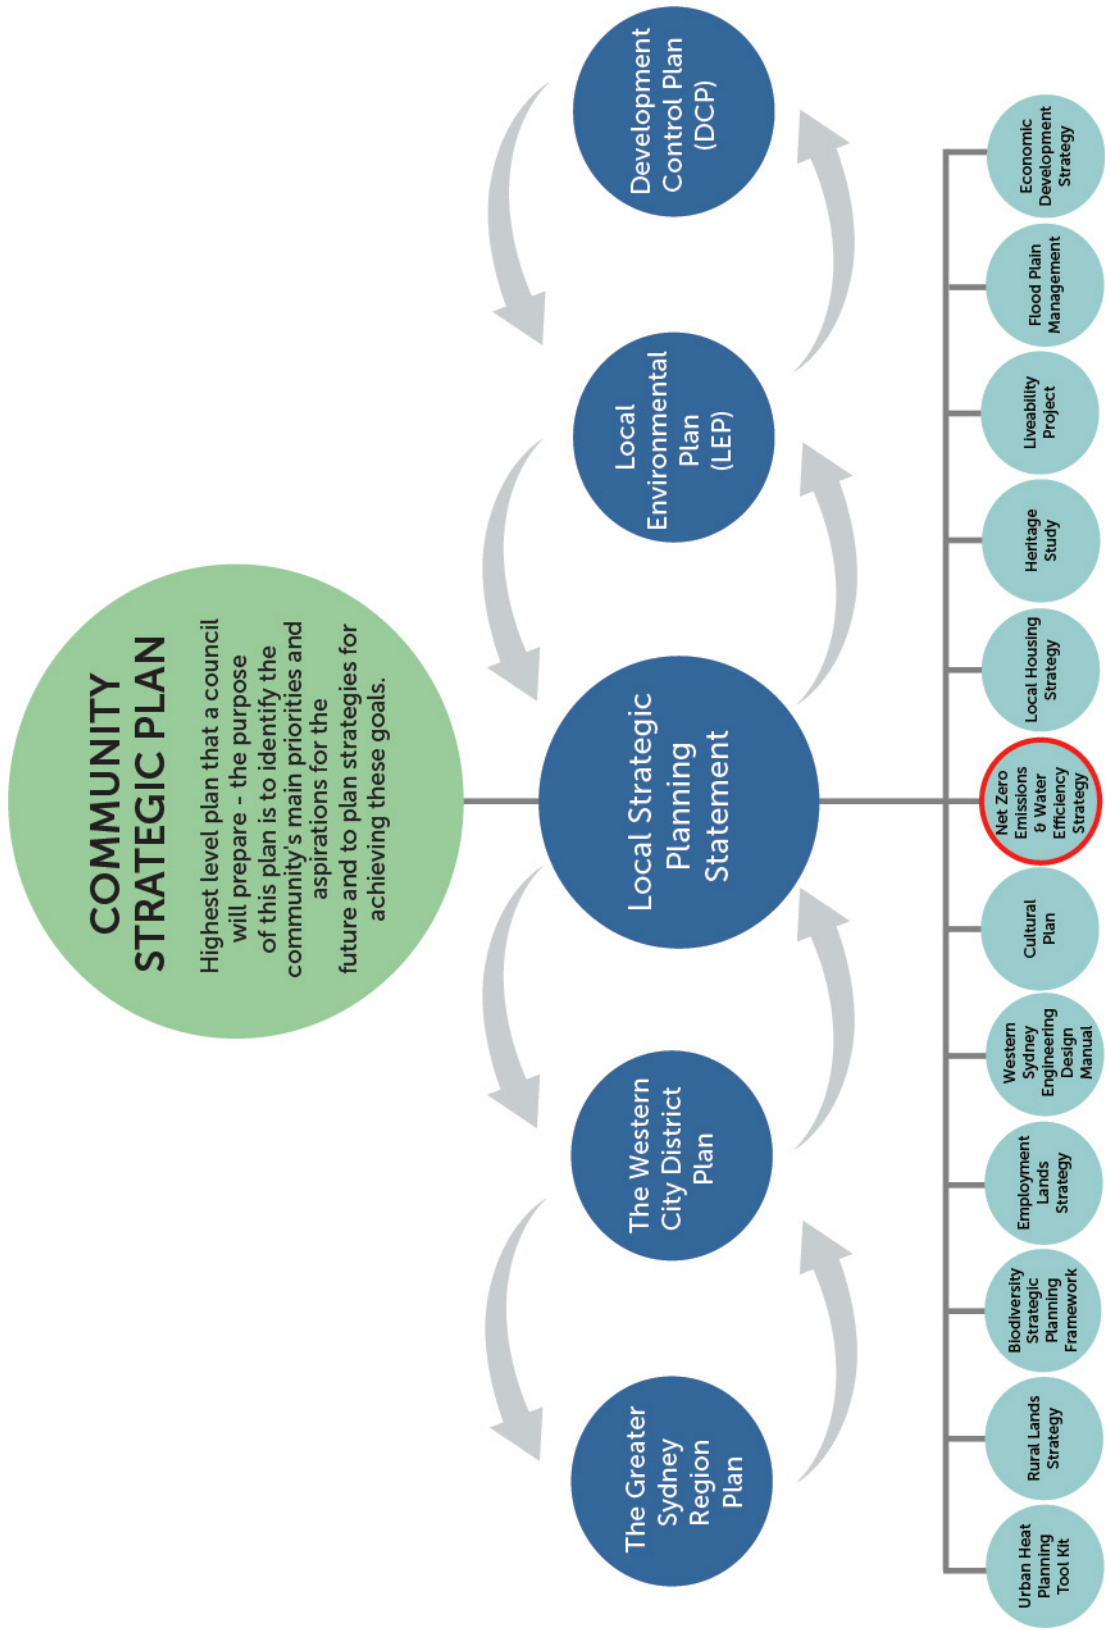 COMMUNITY
STRATEGIC PLAN
Highest level plan that a council
will prepare - the purpose
of this plan is to identify the
community's main priorities and
aspirations for the
future and to plan strategies for
achieving these goals.
The Greater
Sydney
Region
Plan
The Western
City District
Plan
Local Strategic
Planning
Statement
Local
Environmental
Plan
(LEP)
Development
Control Plan
(DCP)
Urban Heat
Planning
Tool Kit
Rural Lands
Strategy
Biodiversity
Strategic
Planning
Framework
Employment
Lands
Strategy
Western
Sydney
Engineering
Design
Manual
Cultural
Plan
Net Zero
Emissions
& Water
Efficiency
Strategy
Local Housing
Strategy
Heritage
Study
Liveability
Project
Flood Plain
Management
Economic
Development
Strategy